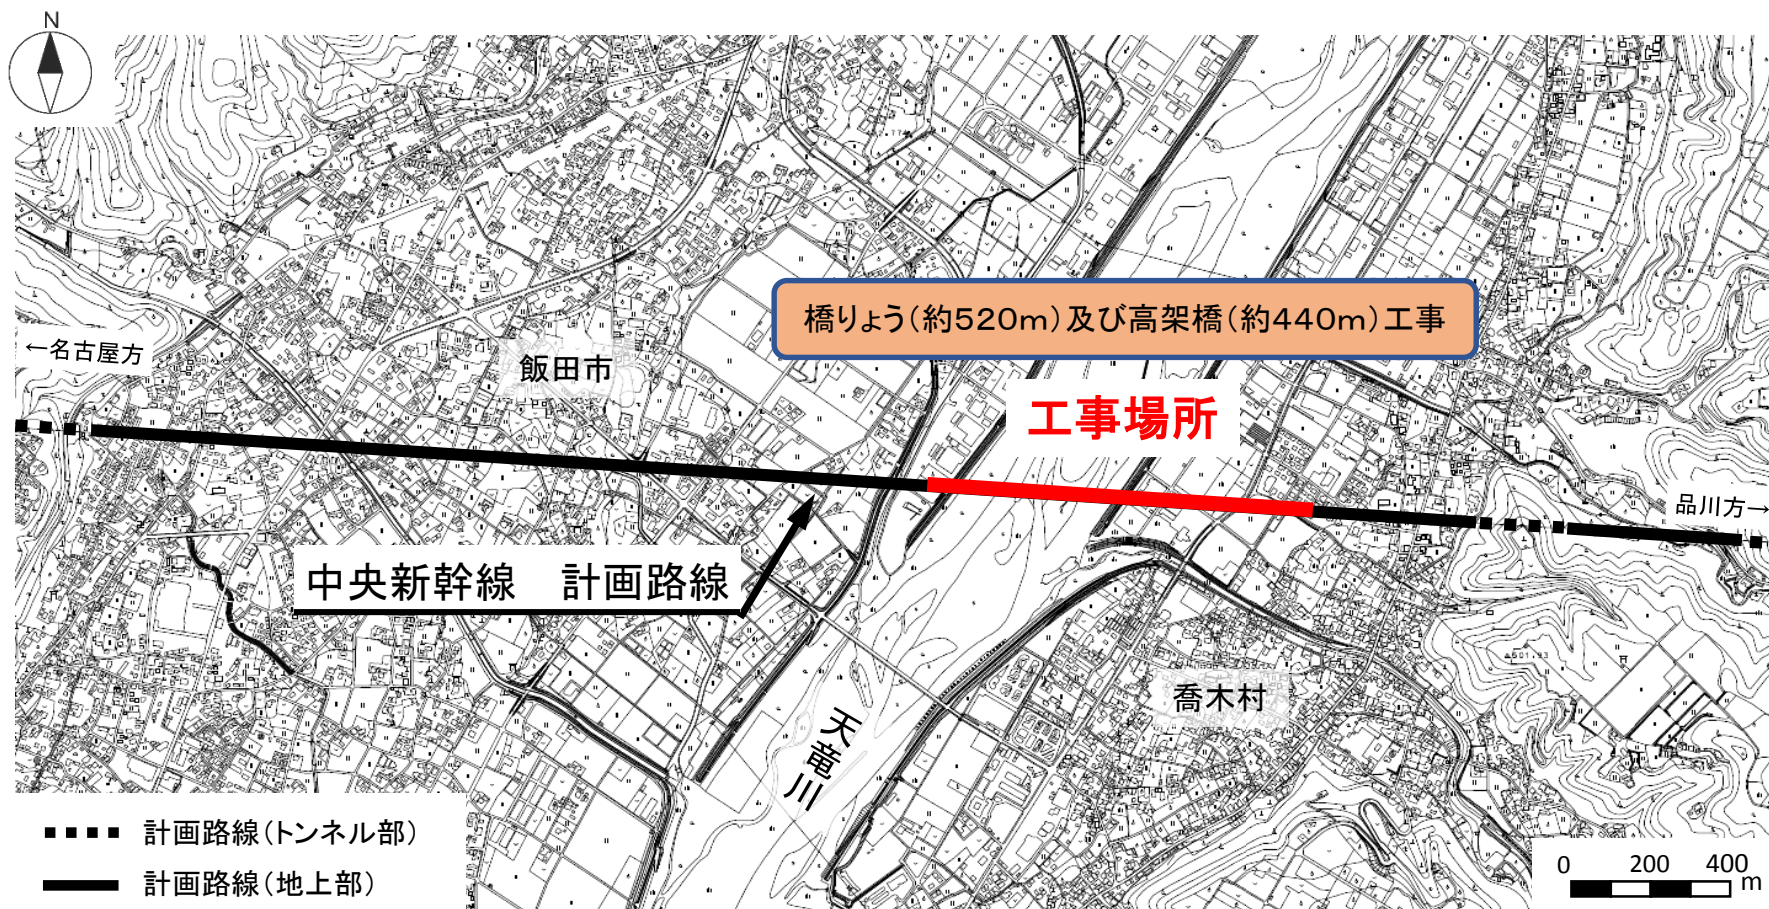 N
橋りょう(約520m)及び高架橋(約440m)工事
←名古屋方
飯田市
工事場所
品川方→
中央新幹線　計画路線
喬木村
天竜川
計画路線(トンネル部)
計画路線(地上部)
0 200 400
m